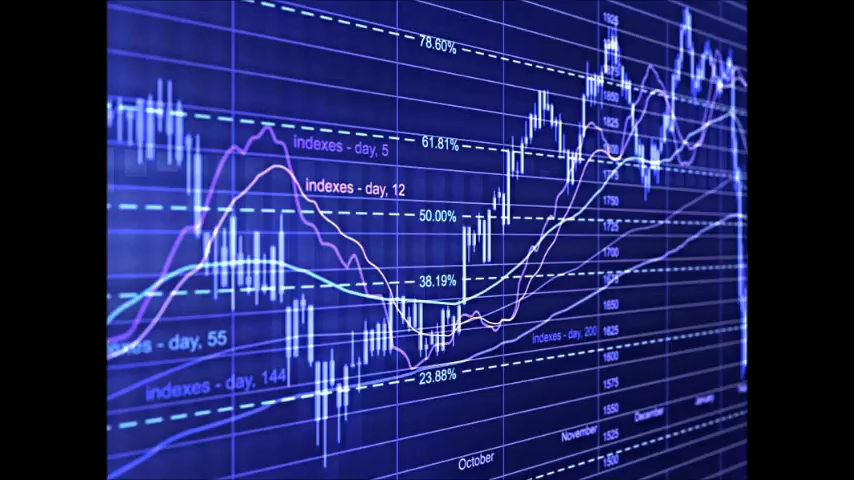 78.60%
indexes - day, 5
61.81%
indexes - day, 12
50.00%
38.19%
indexes - day, 200
day, 55
indexes - day, 144
23.88%
1925
1850
1825
1800
1775
1750
1725
1700
1675
1650
1625
1600
1575
1550
1525
1500
October
November
December
January